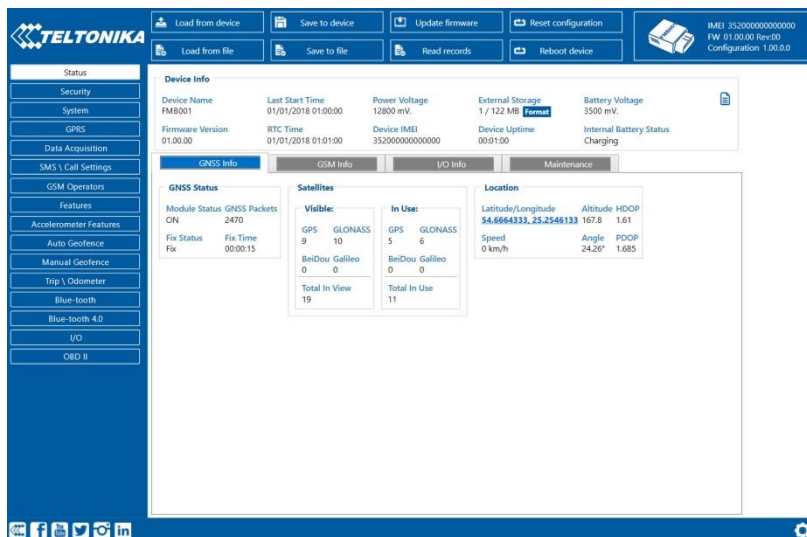 TELTONIKA
Load from device
Save to device
Update firmware
Reset configuration
Load from file
Save to file
Read records
Reboot device
IMEI 352000000000000
FW 01.00.00 Rev:00
Configuration 1.00.0.0
Status
Security
System
GPRS
Data Acquisition
SMS \ Call Settings
GSM Operators
Features
Accelerometer Features
Auto Geofence
Manual Geofence
Trip \ Odometer
Blue-tooth
Blue-tooth 4.0
I/O
OBD II
Device Info
Device Name Last Start Time Power Voltage External Storage Battery Voltage
FMB001 01/01/2018 01:00:00 12800 mV. 1 / 122 MB Format 3500 mV.
Firmware Version RTC Time Device IMEI Device Uptime Internal Battery Status
01.00.00 01/01/2018 01:01:00 352000000000000 00:01:00 Charging
GNSS Info GSM Info I/O Info Maintenance
GNSS Status
Module Status GNSS Packets
ON 2470
Fix Status Fix Time
Fix 00:00:15
Satellites
Visible:
GPS GLONASS
9 10
BeiDou Galileo
0 0
Total In View
19
In Use:
GPS GLONASS
5 6
BeiDou Galileo
0 0
Total In Use
11
Location
Latitude/Longitude Altitude HDOP
54.6664333, 25.2546133 167.8 1.61
Speed Angle PDOP
0 km/h 24.26° 1.685